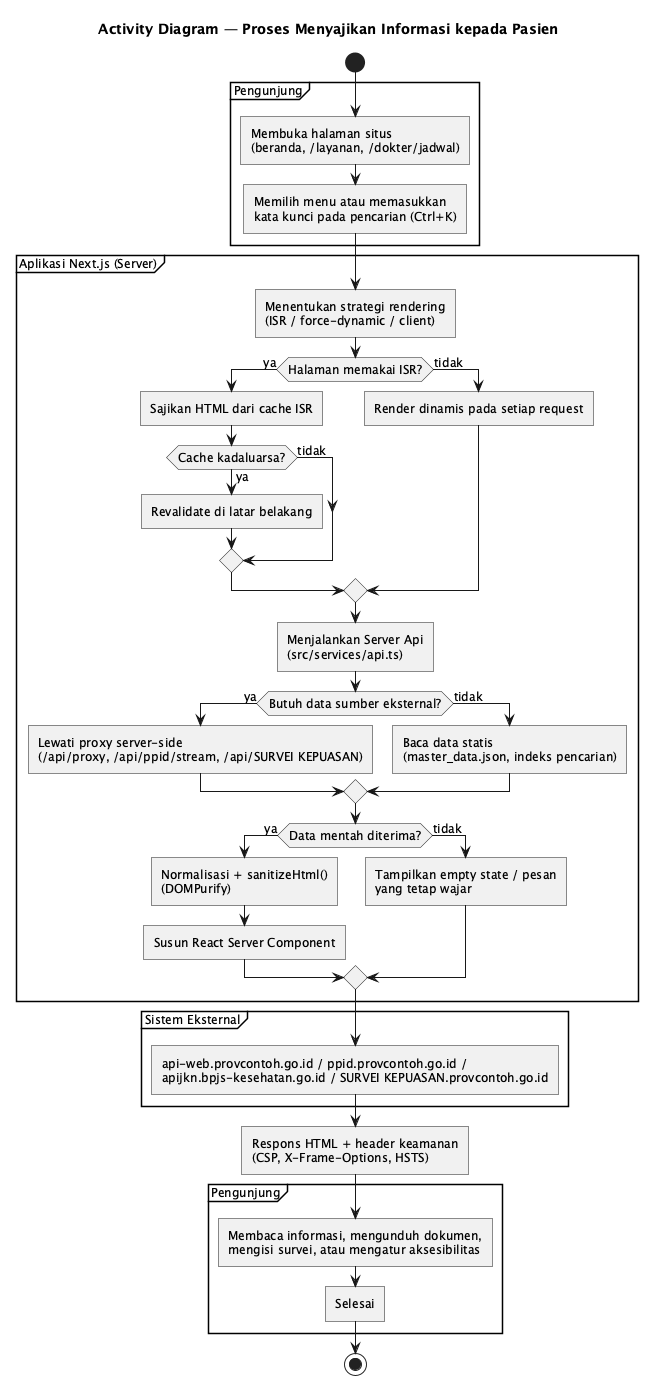 Activity Diagram — Proses Menyajikan Informasi kepada Pasien
Pengunjung
Membuka halaman situs
(beranda, /layanan, /dokter/jadwal)
Memilih menu atau memasukkan
kata kunci pada pencarian (Ctrl+K)
Aplikasi Next.js (Server)
Menentukan strategi rendering
(ISR / force-dynamic / client)
ya
Halaman memakai ISR?
tidak
Sajikan HTML dari cache ISR
Render dinamis pada setiap request
Cache kadaluarsa?
tidak
ya
Revalidate di latar belakang
Menjalankan Server Api
(src/services/api.ts)
ya
Butuh data sumber eksternal?
tidak
Lewati proxy server-side
(/api/proxy, /api/ppid/stream, /api/SURVEI KEPUASAN)
Baca data statis
(master_data.json, indeks pencarian)
ya
Data mentah diterima?
tidak
Normalisasi + sanitizeHtml()
(DOMPurify)
Tampilkan empty state / pesan
yang tetap wajar
Susun React Server Component
Sistem Eksternal
api-web.provcontoh.go.id / ppid.provcontoh.go.id /
apijkn.bpjs-kesehatan.go.id / SURVEI KEPUASAN.provcontoh.go.id
Respons HTML + header keamanan
(CSP, X-Frame-Options, HSTS)
Pengunjung
Membaca informasi, mengunduh dokumen,
mengisi survei, atau mengatur aksesibilitas
Selesai